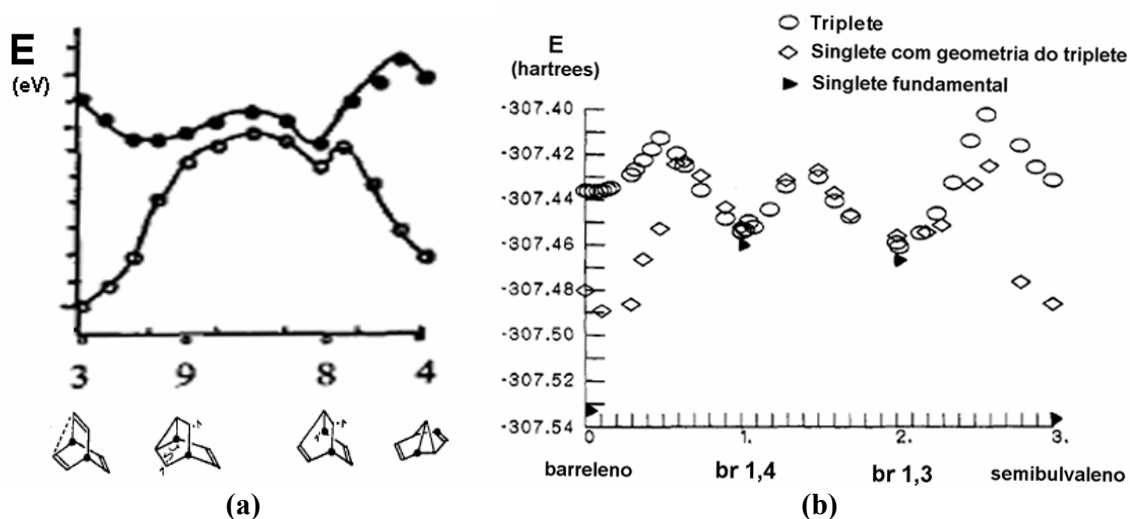 E
(eV)
3 9 8 4
(a)
E
(hartrees)
Triplete
Singlete com geometria do triplete
Singlete fundamental
-307.40
-307.42
-307.44
-307.46
-307.48
-307.50
-307.52
-307.54
0 1. 2. 3.
barreleno br 1,4 br 1,3 semibulvaleno
(b)